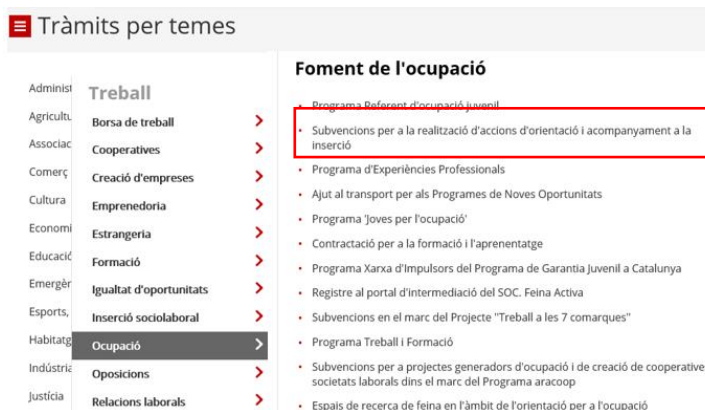 Tràmits per temes
Administ
Agricultu
Associac
Comerç
Cultura
Economi
Educació
Emergèn
Esports,
Habitatg
Indústria
Justícia
Treball
Borsa de treball
Cooperatives
Creació d'empreses
Emprenedoria
Estrangeria
Formació
Igualtat d'oportunitats
Inserció sociolaboral
Ocupació
Oposicions
Relacions laborals
Foment de l'ocupació
Programa Referent d'ocupació juvenil
Subvencions per a la realització d'accions d'orientació i acompanyament a la
inserció
Programa d'Experiències Professionals
Ajut al transport per als Programes de Noves Oportunitats
Programa 'Joves per l'ocupació'
Contractació per a la formació i l'aprenentatge
Programa Xarxa d'Impulsors del Programa de Garantia Juvenil a Catalunya
Registre al portal d'intermediació del SOC. Feina Activa
Subvencions en el marc del Projecte "Treball a les 7 comarques"
Programa Treball i Formació
Subvencions per a projectes generadors d'ocupació i de creació de cooperative
societats laborals dins el marc del Programa aracoop
Espais de recerca de feina en l'àmbit de l'orientació per a l'ocupació